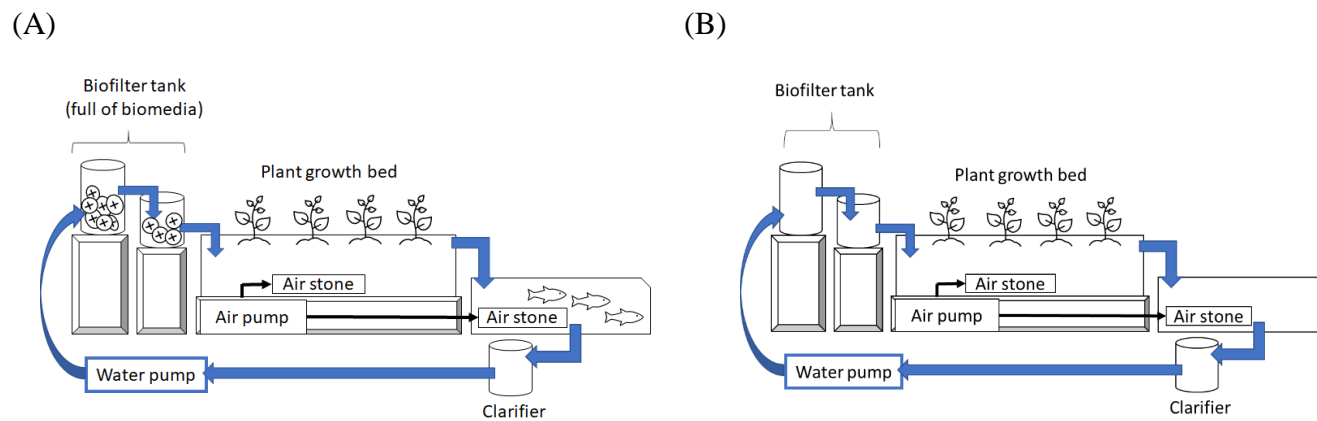 (A)
Biofilter tank
(full of biomedia)
Plant growth bed
Air stone
Air pump
Air stone
Water pump
Clarifier
(B)
Biofilter tank
Plant growth bed
Air stone
Air pump
Air stone
Water pump
Clarifier